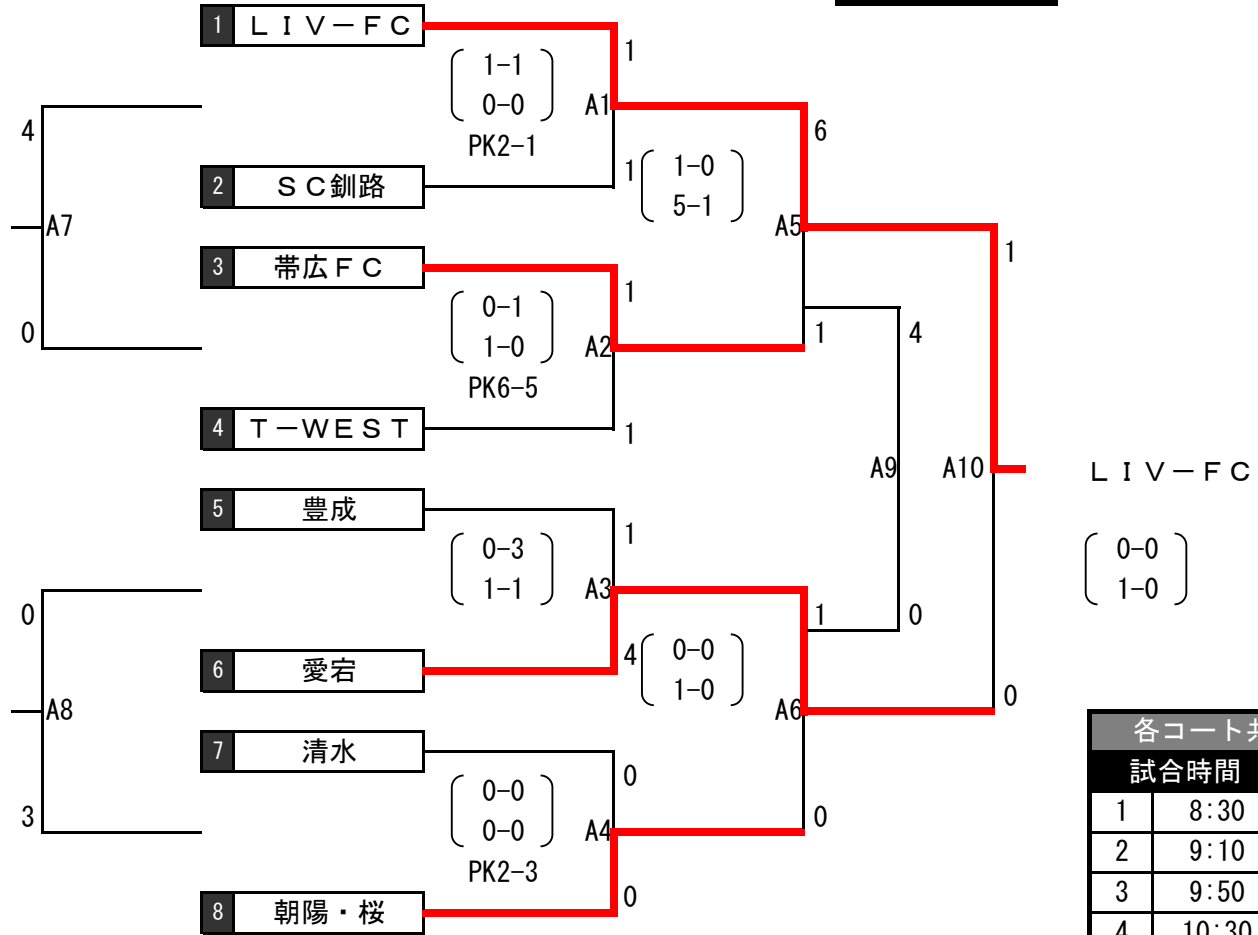 1 ＬＩＶ－ＦＣ
1
1-1
4
0-0
A1
PK2-1
6
2 ＳＣ釧路
1
1-0
5-1
A7
A5
3 帯広ＦＣ
1
1
0-1
0
1-0
A2
1
4
PK6-5
4 Ｔ－ＷＥＳＴ
1
A9
A10
ＬＩＶ－ＦＣ
5 豊成
1
0-3
0-0
1-1
A3
1-0
0
1
0
6 愛宕
4
0-0
1-0
0
A8
A6
各コート共
7 清水
試合時間
0
0-0
1 8:30
3
0-0
A4
0
2 9:10
PK2-3
3 9:50
8 朝陽・桜
0
4 10:30